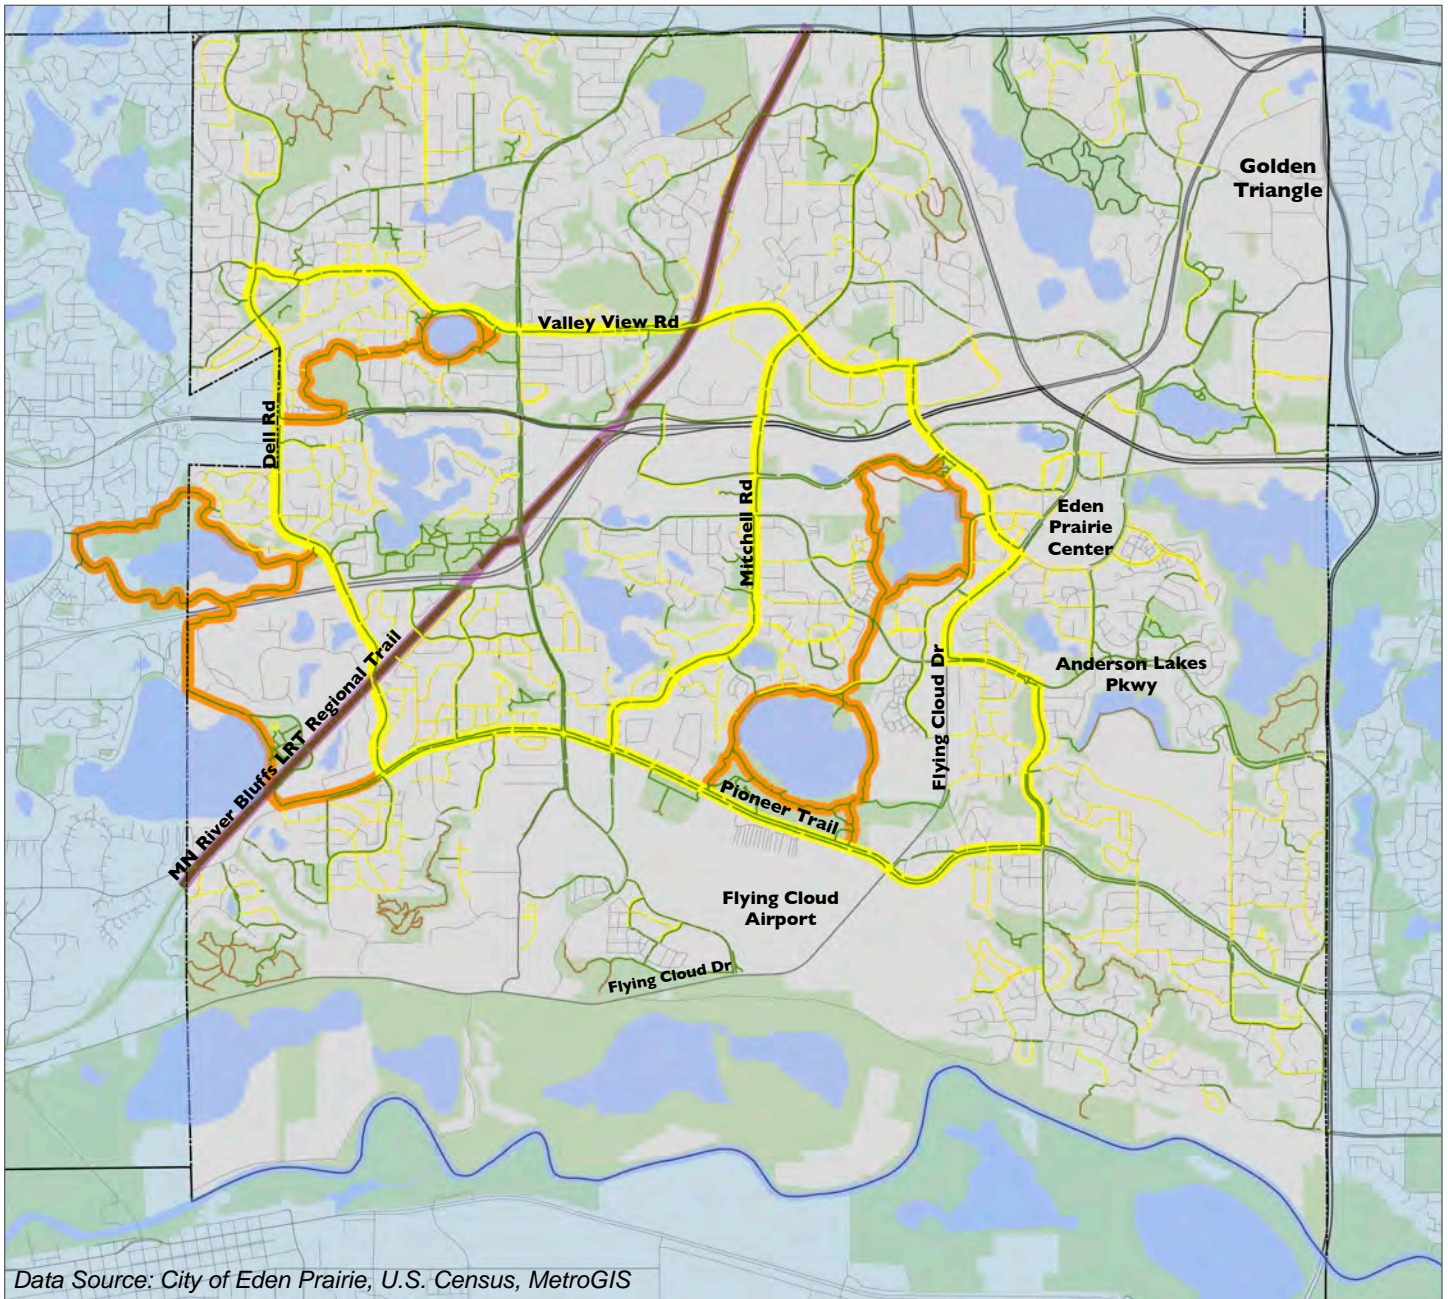 Golden
Triangle
Valley View Rd
Dell Rd
Mitchell Rd
Eden
Prairie
Center
MN River Bluffs LRT Regional Trail
Flying Cloud Dr
Anderson Lakes
Pkwy
Pioneer Trail
Flying Cloud
Airport
Flying Cloud Dr
Data Source: City of Eden Prairie, U.S. Census, MetroGIS